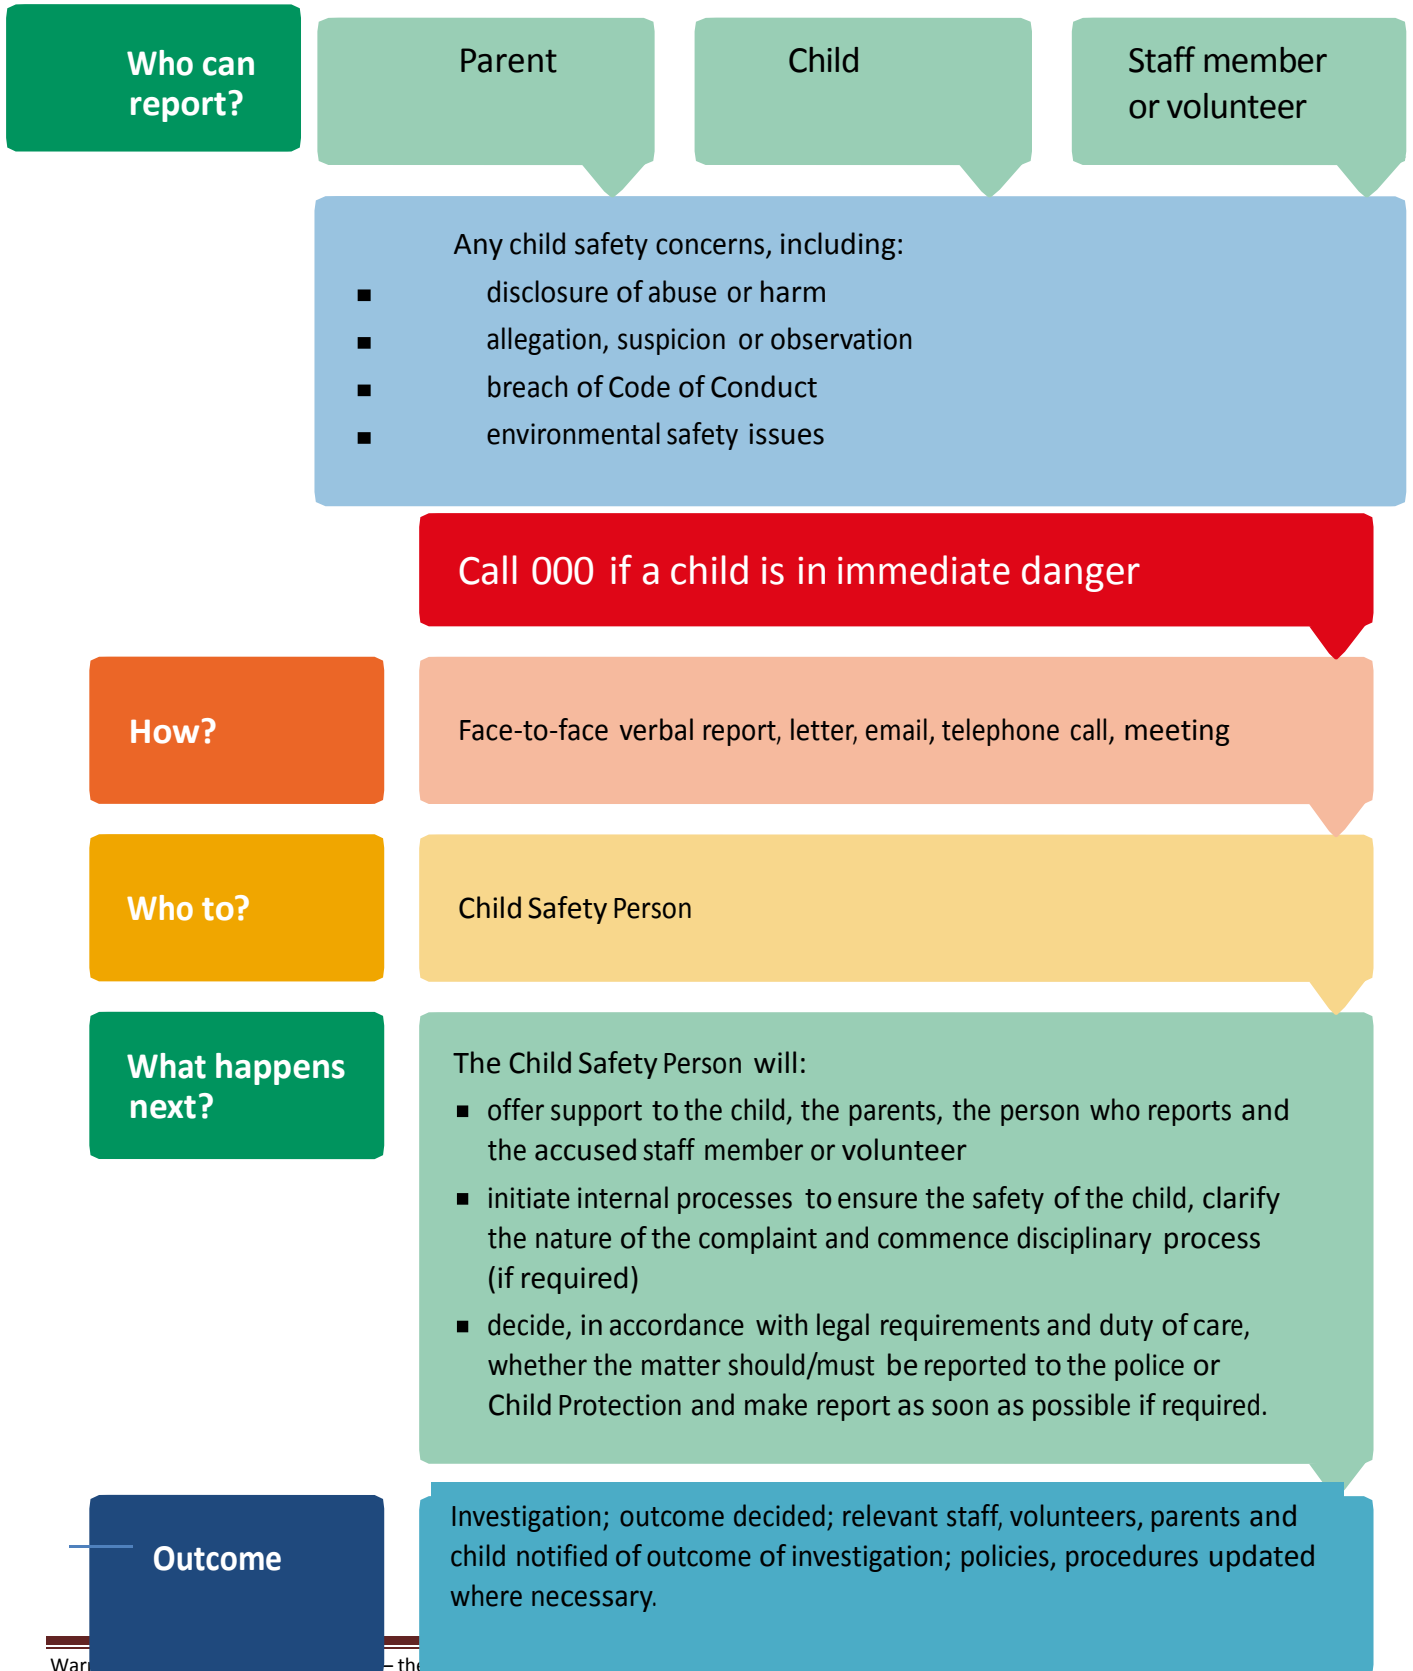 Who can
report?
Parent
Child
Staff member
or volunteer
Any child safety concerns, including:
■ disclosure of abuse or harm
■ allegation, suspicion or observation
■ breach of Code of Conduct
■ environmental safety issues
Call 000 if a child is in immediate danger
How?
Face-to-face verbal report, letter, email, telephone call, meeting
Who to?
Child Safety Person
What happens
next?
The Child Safety Person will:
■ offer support to the child, the parents, the person who reports and
the accused staff member or volunteer
■ initiate internal processes to ensure the safety of the child, clarify
the nature of the complaint and commence disciplinary process
(if required)
■ decide, in accordance with legal requirements and duty of care,
whether the matter should/must be reported to the police or
Child Protection and make report as soon as possible if required.
Outcome
Investigation; outcome decided; relevant staff, volunteers, parents and
child notified of outcome of investigation; policies, procedures updated
where necessary.